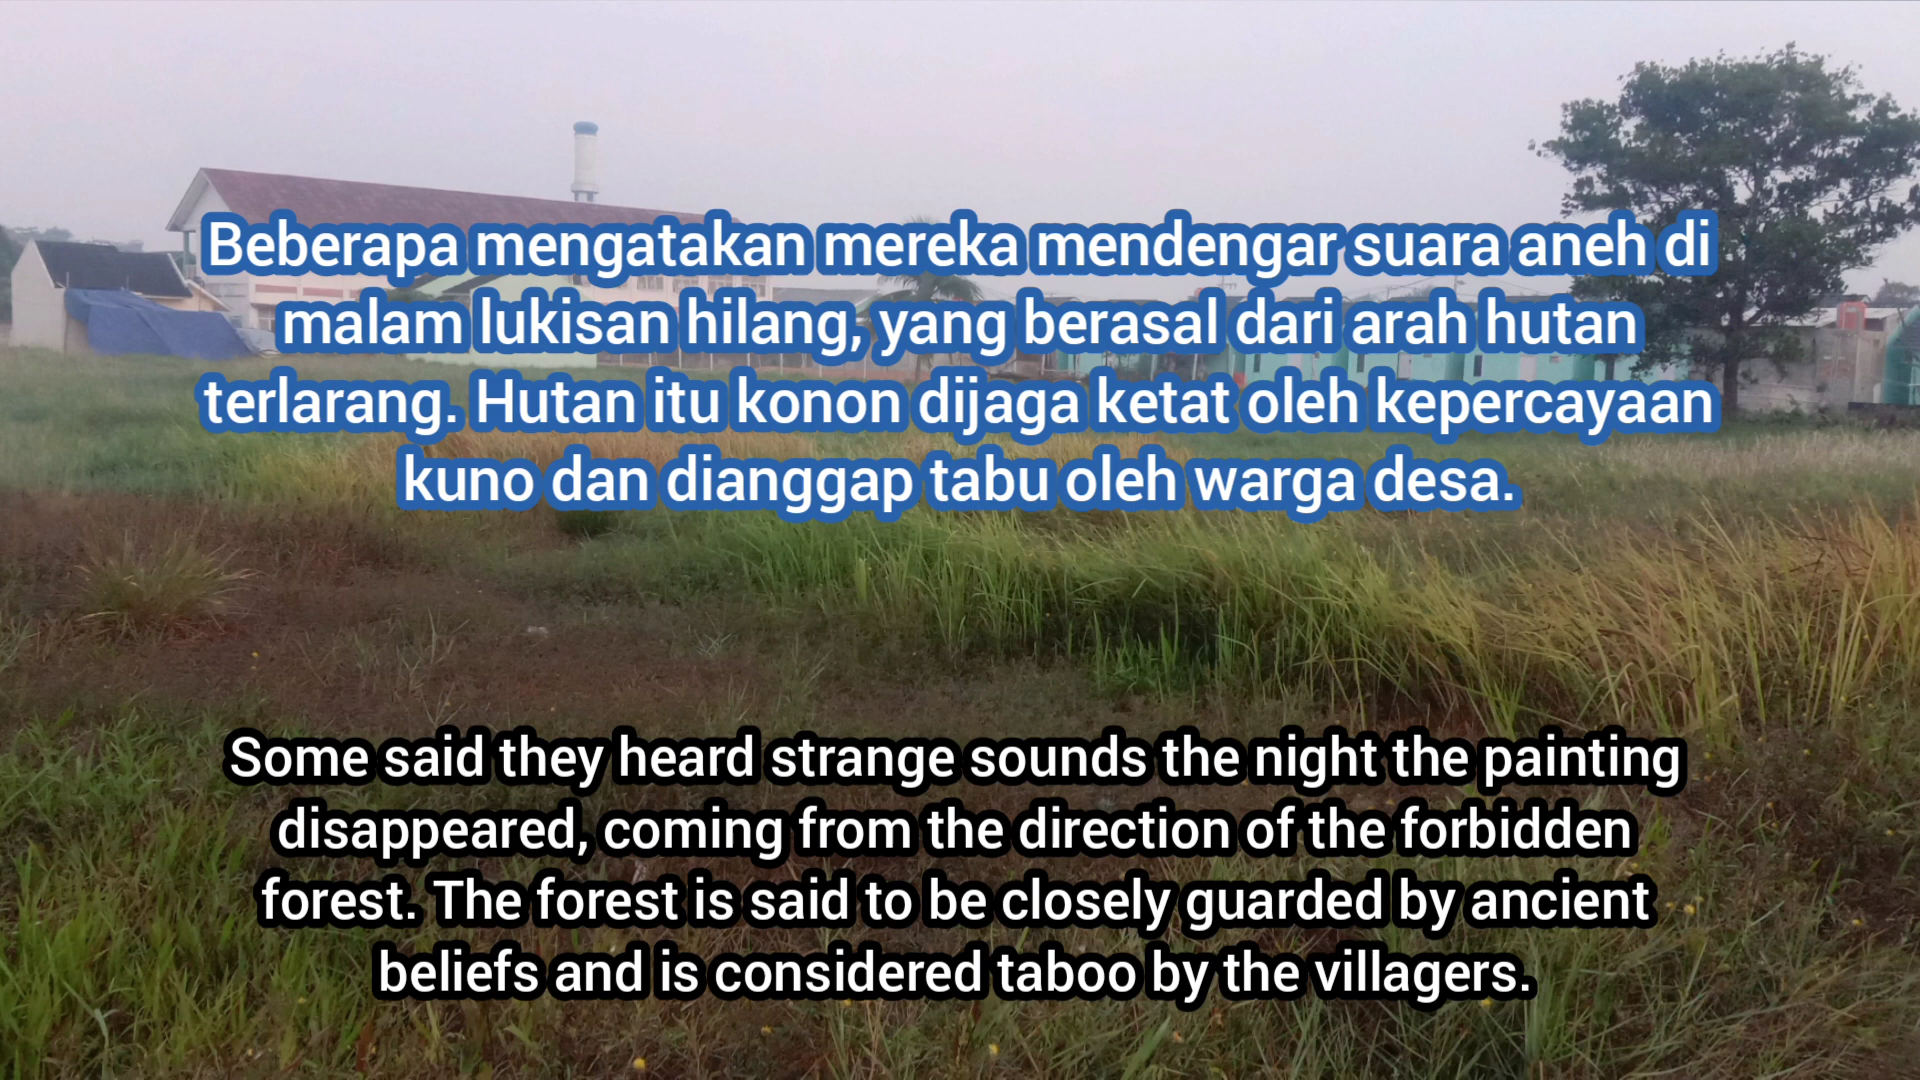 Beberapa mengatakan mereka mendengar suara aneh di
malam lukisan hilang, yang berasal dari arah hutan
terlarang. Hutan itu konon dijaga ketat oleh kepercayaan
kuno dan dianggap tabu oleh warga desa.
Some said they heard strange sounds the night the painting
disappeared, coming from the direction of the forbidden
forest. The forest is said to be closely guarded by ancient
beliefs and is considered taboo by the villagers.